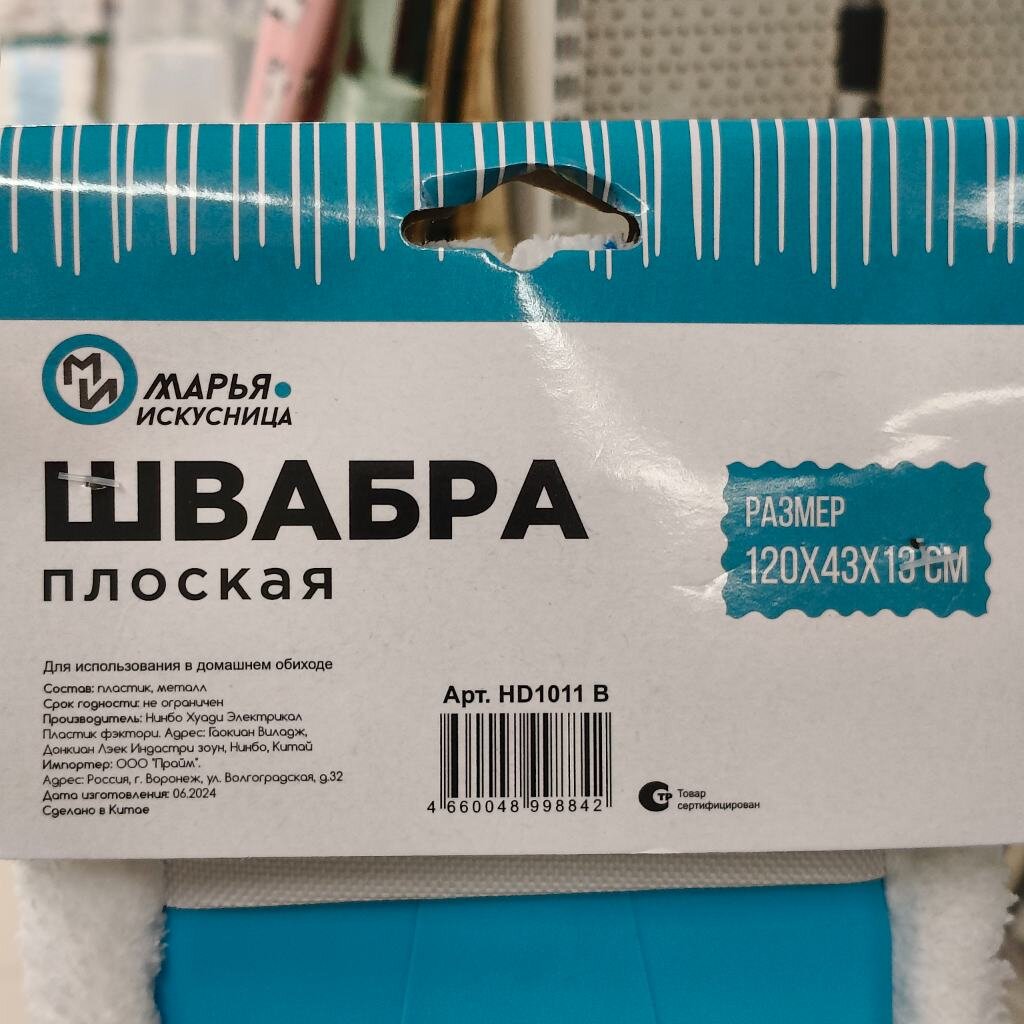 МИ
МАРЬЯ
ИСКУСНИЦА
ШВАБРА
плоская
РАЗМЕР
120X43X13 СМ
Для использования в домашнем обиходе
Состав: пластик, металл
Срок годности: не ограничен
Производитель: Нинбо Хуади Электрикал
Пластик фэктори. Адрес: Гаокиан Виладж,
Донкиан Лэек Индастри зоун, Нинбо, Китай
Импортер: ООО "Прайм".
Адрес: Россия, г. Воронеж, ул. Волгоградская, д.32
Дата изготовления: 06.2024
Сделано в Китае
Арт. HD1011 B
4 660048 998842
СТР Товар
сертифицирован